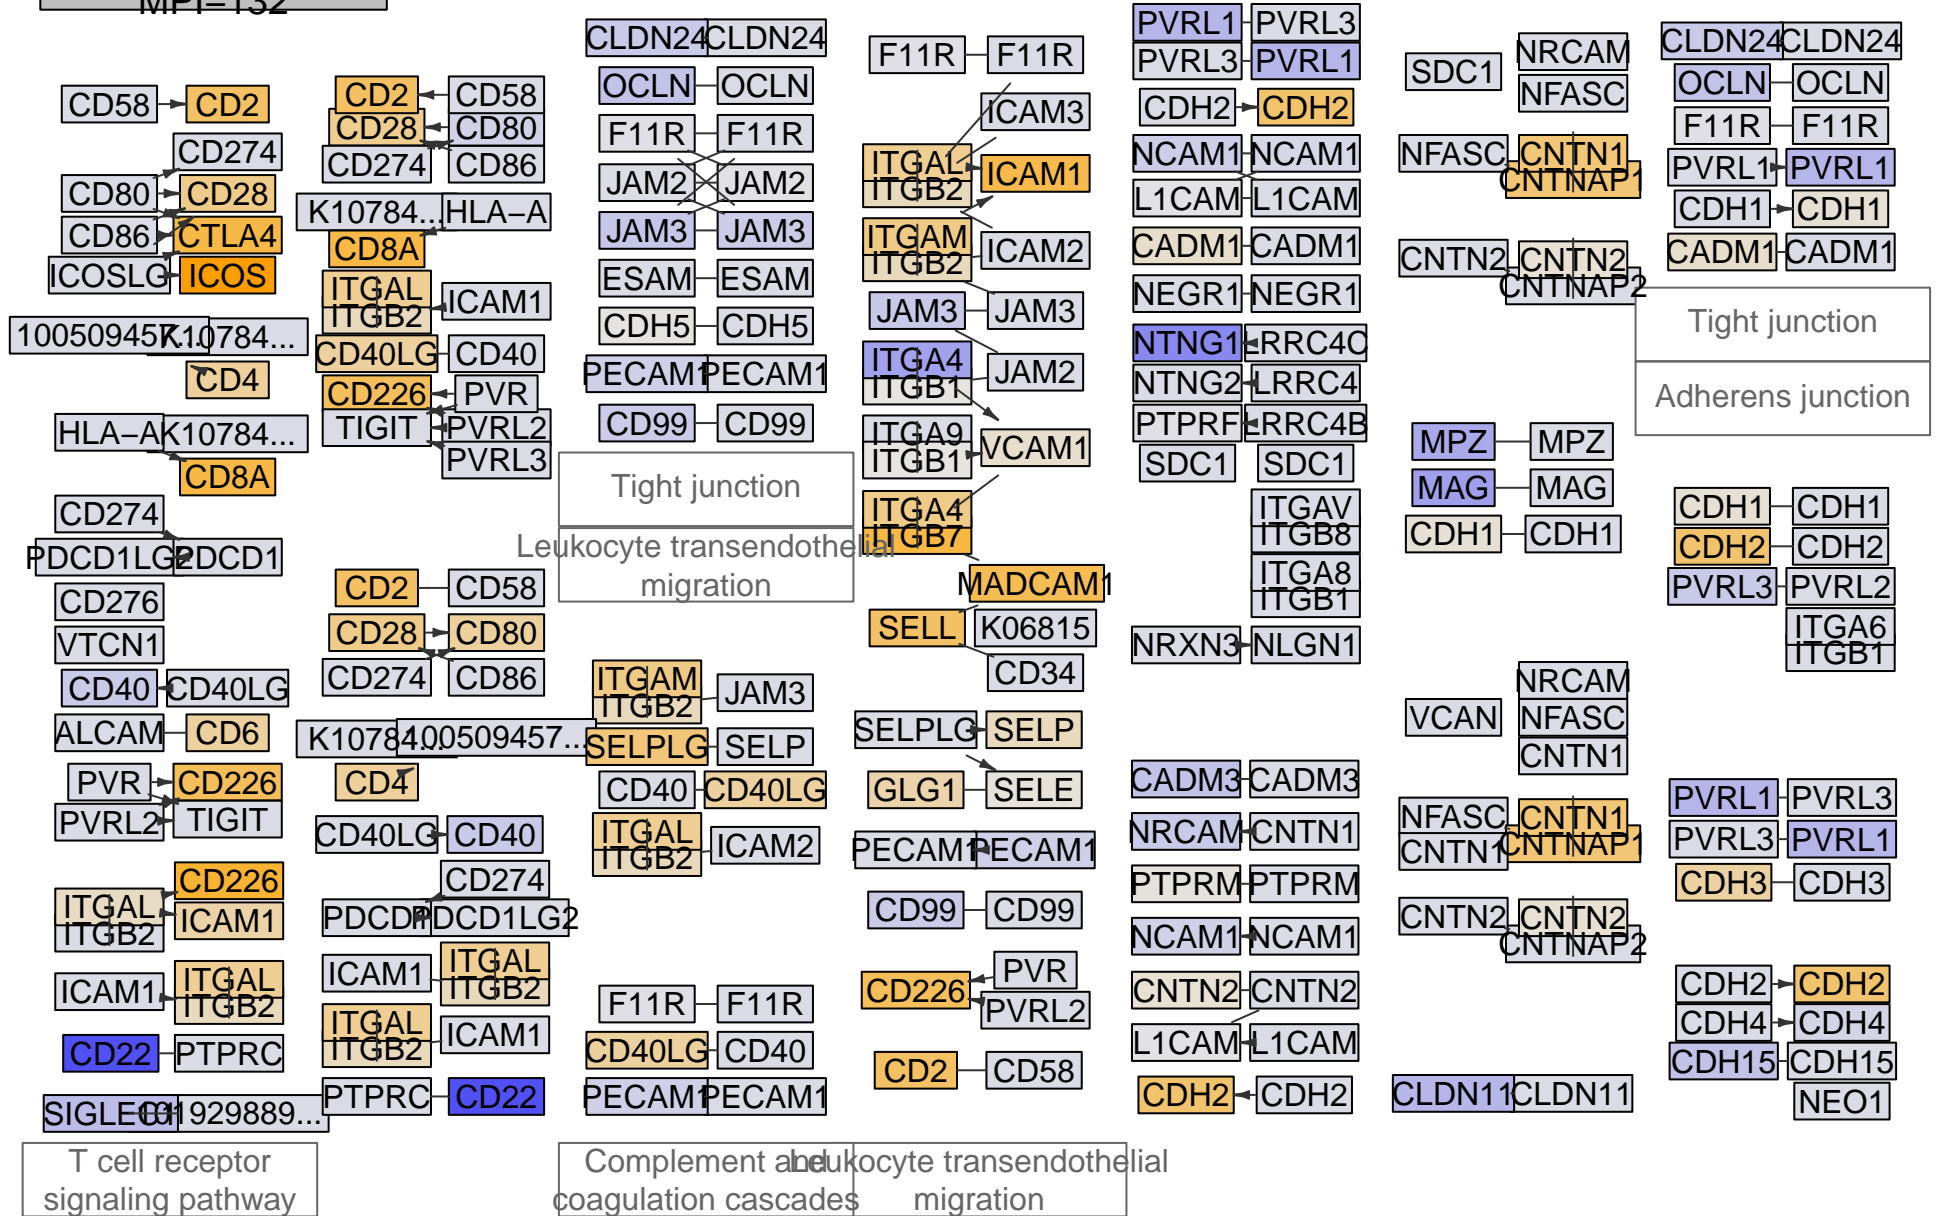 MPI−132
CD58
CD2
CD274
CD80
CD28
CD86
CTLA4
ICOSLG
ICOS
100509457...
K10784...
CD4
HLA−A
K10784...
CD8A
CD274
PDCD1LG2
PDCD1
CD276
VTCN1
CD40
CD40LG
ALCAM
CD6
PVR
CD226
PVRL2
TIGIT
CD226
ITGAL
ITGB2
ICAM1
ICAM1
ITGAL
ITGB2
CD22
PTPRC
T cell receptor
signaling pathway
CD2
CD58
CD28
CD80
CD274
CD86
K10784...
HLA−A
CD8A
ITGAL
ITGB2
ICAM1
CD40LG
CD40
CD226
PVR
TIGIT
PVRL2
PVRL3
CD2
CD58
CD28
CD80
CD274
CD86
K10784...
100509457...
CD4
CD40LG
CD40
CD274
PDCD1LG2
ICAM1
ITGAL
ITGB2
ITGAL
ITGB2
ICAM1
PTPRC
CD22
CLDN24
CLDN24
OCLN
OCLN
F11R
F11R
JAM2
JAM2
JAM3
JAM3
ESAM
ESAM
CDH5
CDH5
PECAM1
PECAM1
CD99
CD99
Tight junction
Leukocyte transendothelial
migration
ITGAM
ITGB2
JAM3
SELPLG
SELP
CD40
CD40LG
ITGAL
ITGB2
ICAM2
F11R
F11R
CD40LG
CD40
PECAM1
PECAM1
Complement and
coagulation cascades
F11R
F11R
ICAM3
ITGAL
ITGB2
ICAM1
ITGAM
ITGB2
ICAM2
JAM3
JAM3
ITGA4
ITGB1
JAM2
ITGA9
ITGB1
VCAM1
ITGA4
ITGB7
MADCAM1
SELL
K06815
CD34
SELPLG
SELP
GLG1
SELE
PECAM1
PECAM1
CD99
CD99
CD226
PVR
PVRL2
CD2
CD58
Leukocyte transendothelial
migration
PVRL1
PVRL3
PVRL3
PVRL1
CDH2
CDH2
NCAM1
NCAM1
L1CAM
L1CAM
CADM1
CADM1
NEGR1
NEGR1
NTNG1
LRRC4C
NTNG2
LRRC4
PTPRF
LRRC4B
SDC1
SDC1
ITGAV
ITGB8
ITGA8
ITGB1
NRXN3
NLGN1
CADM3
CADM3
NRCAM
CNTN1
PTPRM
PTPRM
NCAM1
NCAM1
CNTN2
CNTN2
L1CAM
L1CAM
CDH2
CDH2
SDC1
NRCAM
NFASC
NFASC
CNTN1
CNTNAP1
CNTN2
CNTN2
CNTNAP2
MPZ
MPZ
MAG
MAG
CDH1
CDH1
VCAN
NRCAM
NFASC
CNTN1
NFASC
CNTN1
CNTN1
CNTNAP1
CNTN2
CNTN2
CNTNAP2
CLDN11
CLDN11
CLDN24
CLDN24
OCLN
OCLN
F11R
F11R
PVRL1
PVRL1
CDH1
CDH1
CADM1
CADM1
Tight junction
Adherens junction
CDH1
CDH1
CDH2
CDH2
PVRL3
PVRL2
ITGA6
ITGB1
PVRL1
PVRL3
PVRL3
PVRL1
CDH3
CDH3
CDH2
CDH2
CDH4
CDH4
CDH15
CDH15
NEO1